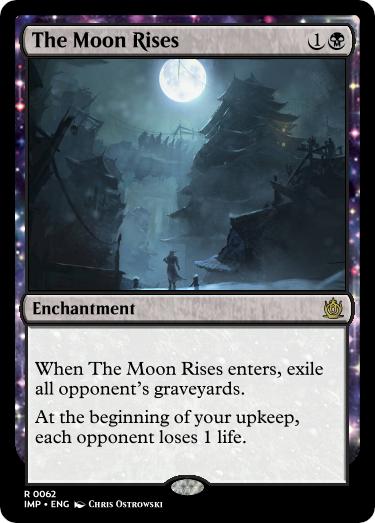 The Moon Rises 1
Enchantment
When The Moon Rises enters, exile
all opponent's graveyards.
At the beginning of your upkeep,
each opponent loses 1 life.
R 0062
IMP • ENG Chris Ostrowski